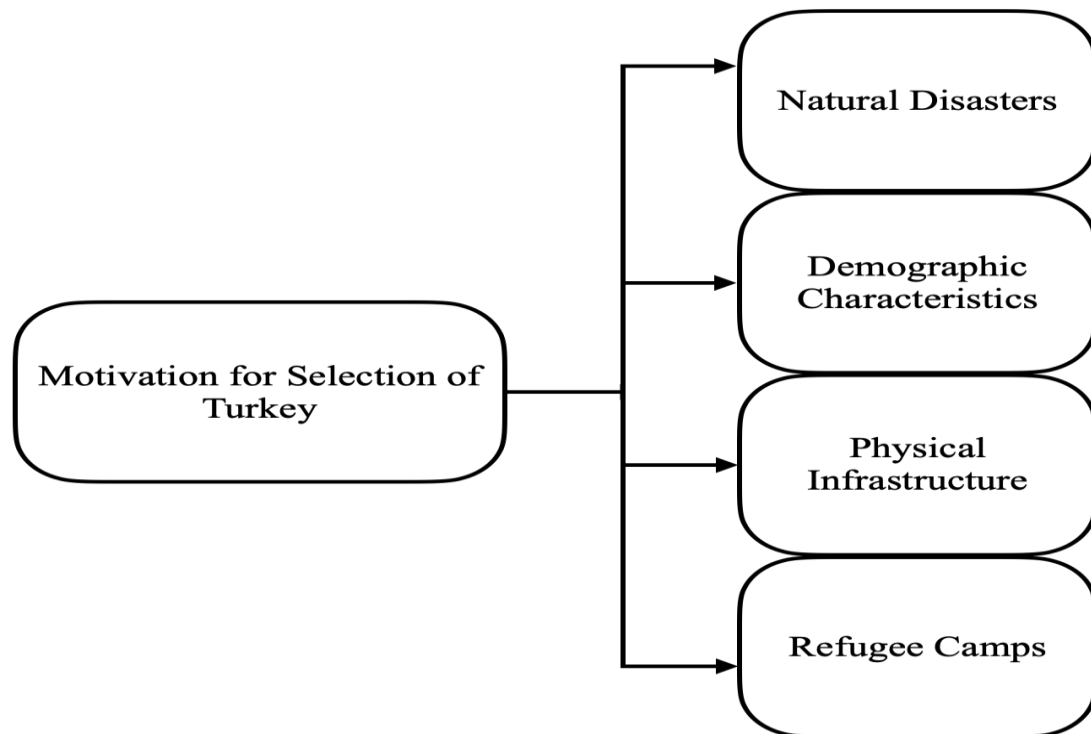 Motivation for Selection of
Turkey
Natural Disasters
Demographic
Characteristics
Physical
Infrastructure
Refugee Camps